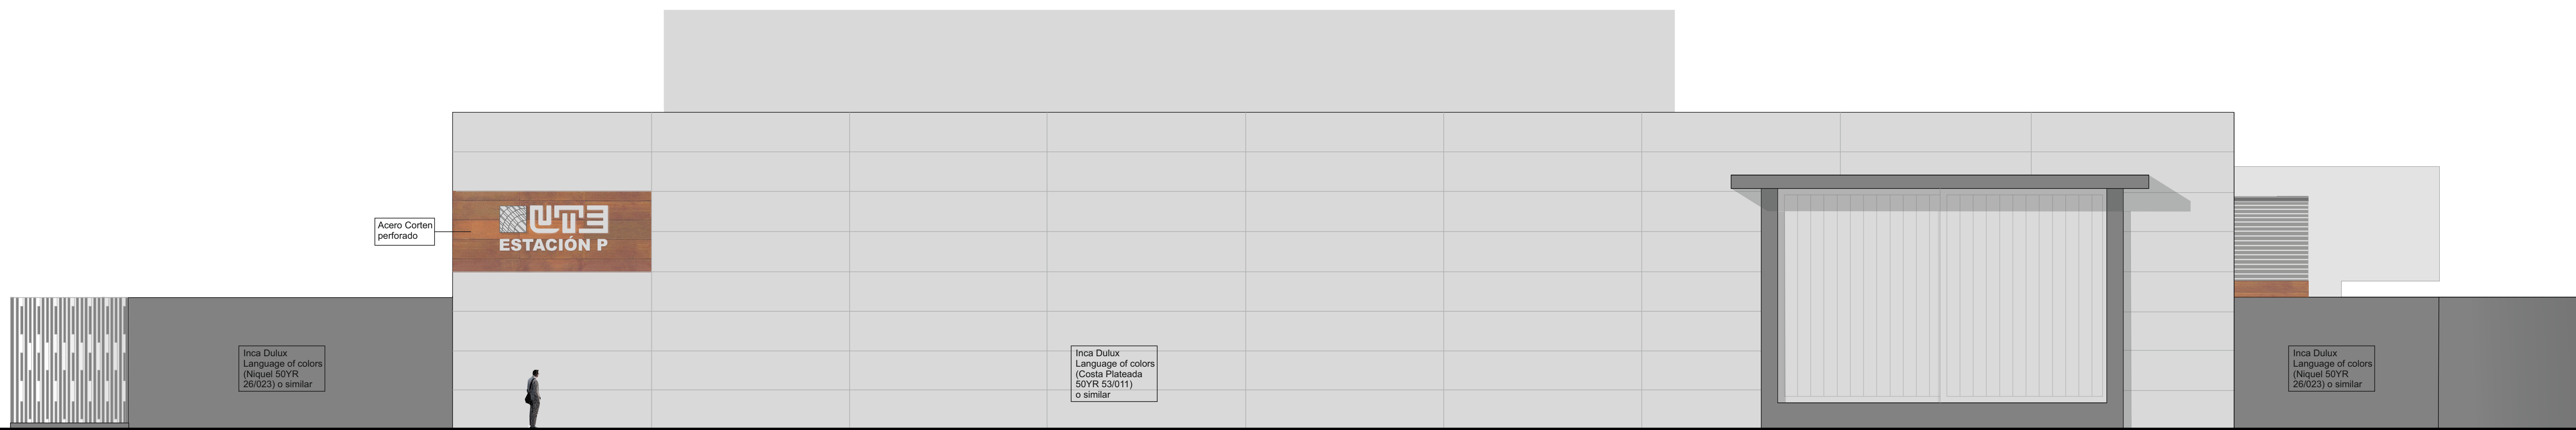 Acero Corten
perforado
UTE
ESTACIÓN P
Inca Dulux
Language of colors
(Niquel 50YR
26/023) o similar
Inca Dulux
Language of colors
(Costa Plateada
50YR 53/011)
o similar
Inca Dulux
Language of colors
(Niquel 50YR
26/023) o similar